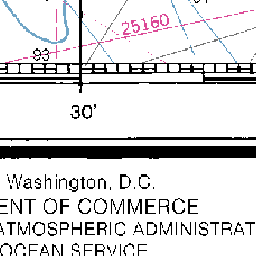 25160
93
30'
Washington, D.C.
ENT OF COMMERCE
ATMOSPHERIC ADMINISTRAT
OCEAN SERVICE